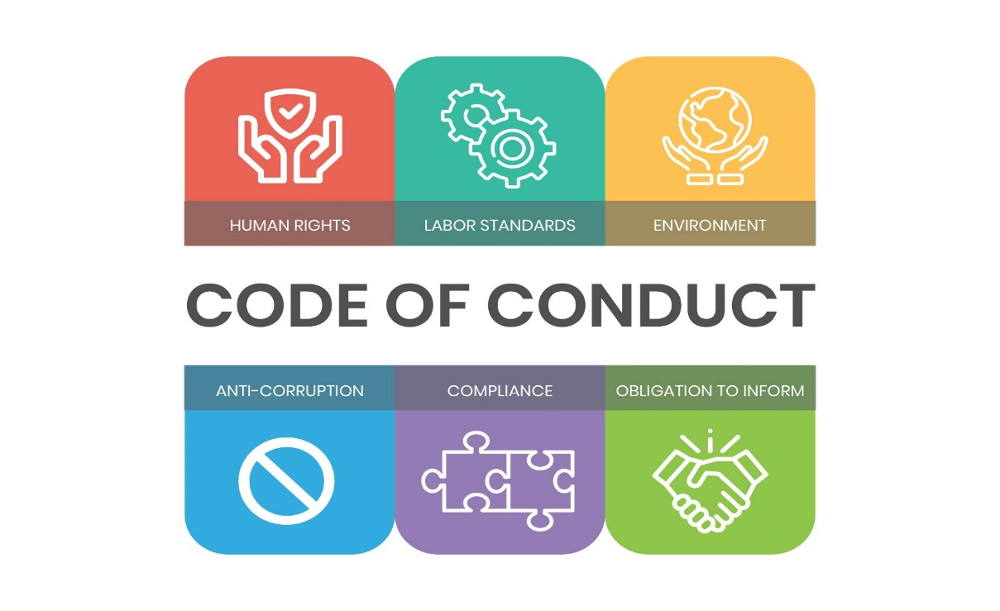 HUMAN RIGHTS
LABOR STANDARDS
ENVIRONMENT
CODE OF CONDUCT
ANTI-CORRUPTION
COMPLIANCE
OBLIGATION TO INFORM